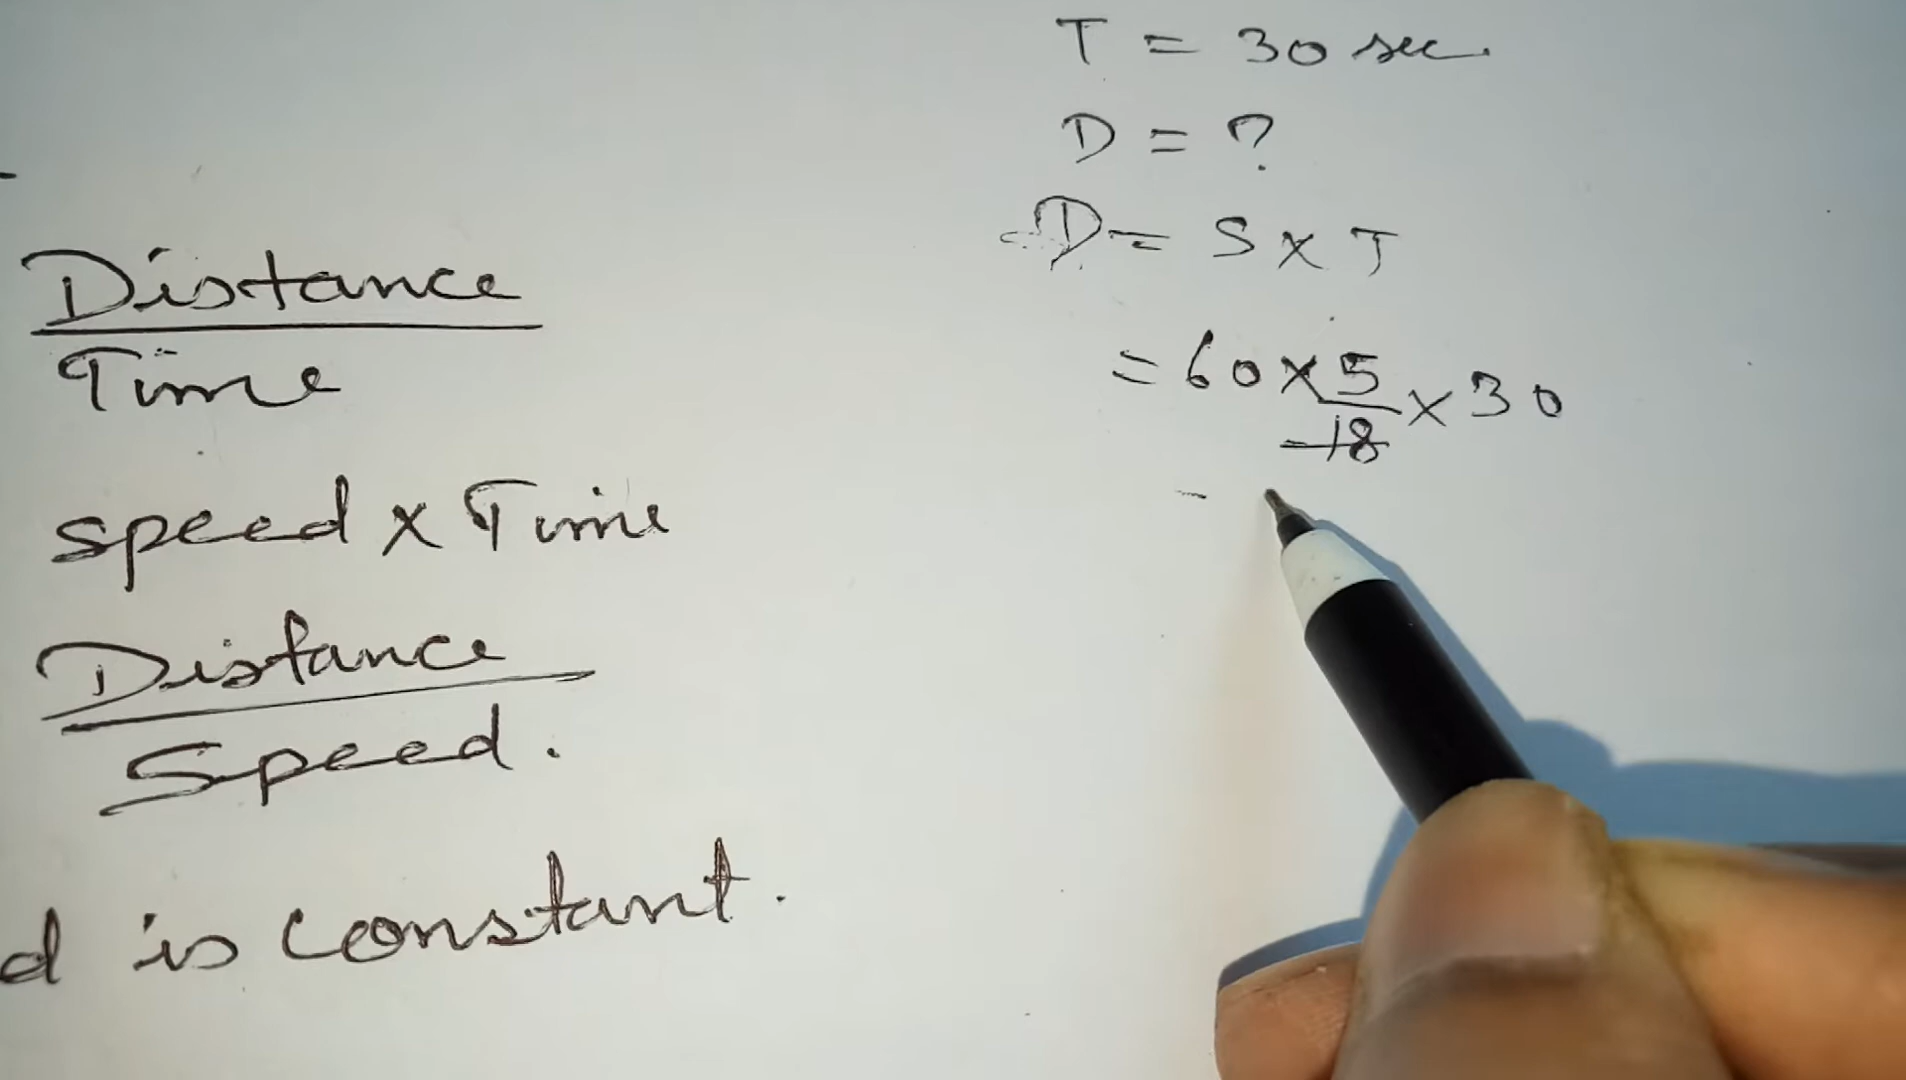 Distance
Time
speed x Time
Distance
Speed.
d is constant.
T = 30 sec.
D = ?
D = S x T
= 60 x 5/18 x 30